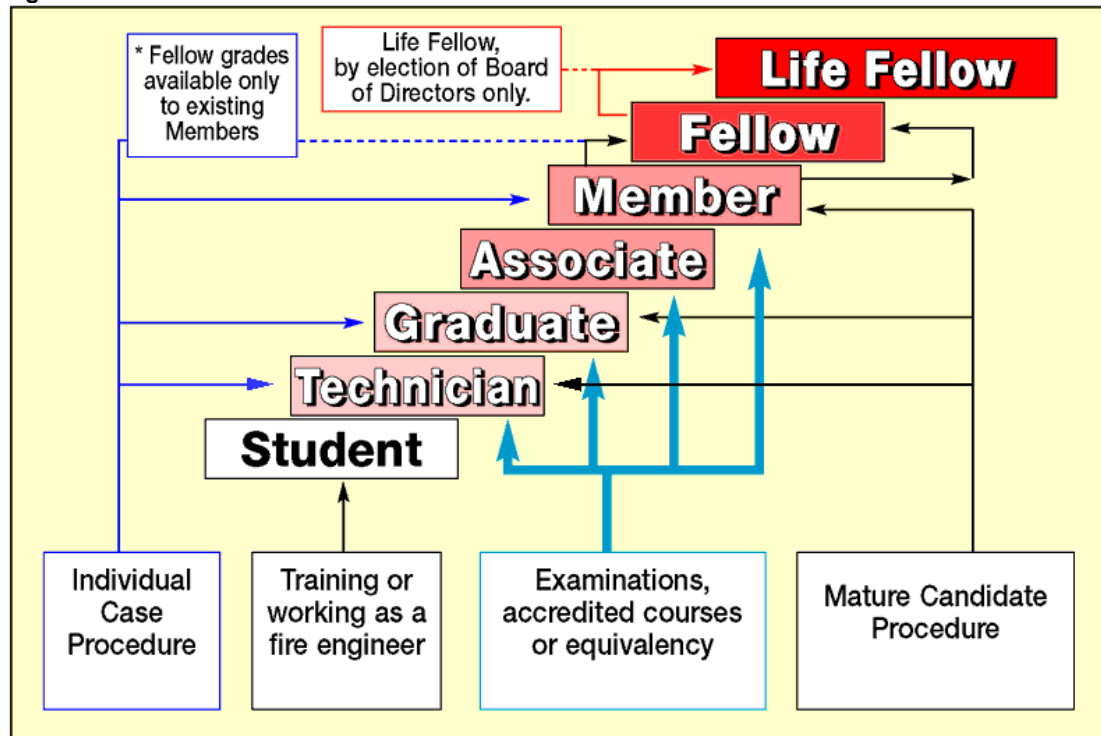 * Fellow grades
available only
to existing
Members
Life Fellow,
by election of Board
of Directors only.
Life Fellow
Fellow
Member
Associate
Graduate
Technician
Student
Individual
Case
Procedure
Training or
working as a
fire engineer
Examinations,
accredited courses
or equivalency
Mature Candidate
Procedure